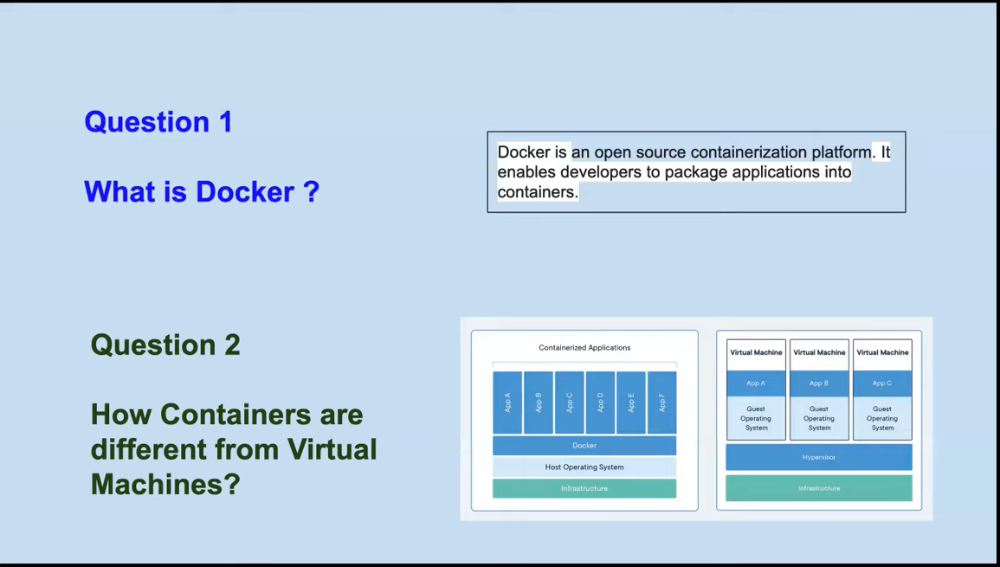 Question 1
What is Docker ?
Docker is an open source containerization platform. It
enables developers to package applications into
containers.
Question 2
How Containers are
different from Virtual
Machines?
Containerized Applications
App A
App B
App C
App D
App E
App F
Docker
Host Operating System
Infrastructure
Virtual Machine
App A
Guest
Operating
System
Virtual Machine
App B
Guest
Operating
System
Virtual Machine
App C
Guest
Operating
System
Hypervisor
Infrastructure